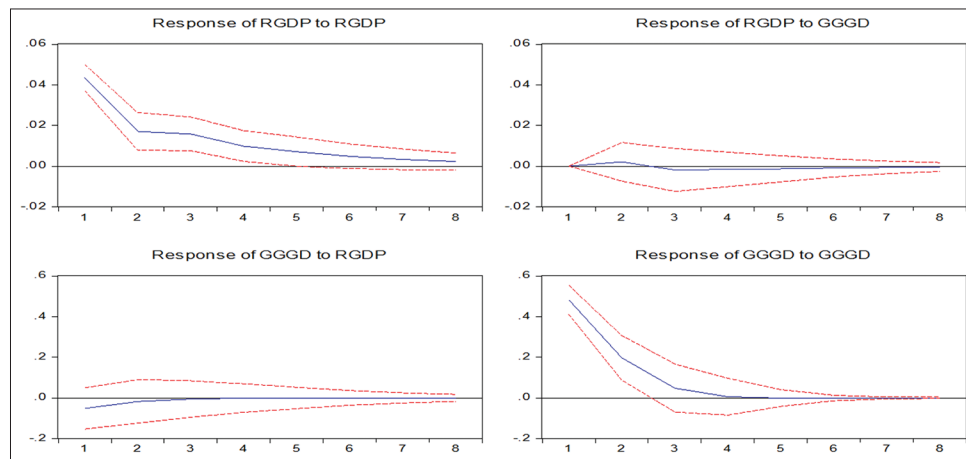 Response of RGDP to RGDP
.06
.04
.02
.00
-.02
1 2 3 4 5 6 7 8
Response of RGDP to GGGD
.06
.04
.02
.00
-.02
1 2 3 4 5 6 7 8
Response of GGGD to RGDP
.6
.4
.2
.0
-.2
1 2 3 4 5 6 7 8
Response of GGGD to GGGD
.6
.4
.2
.0
-.2
1 2 3 4 5 6 7 8